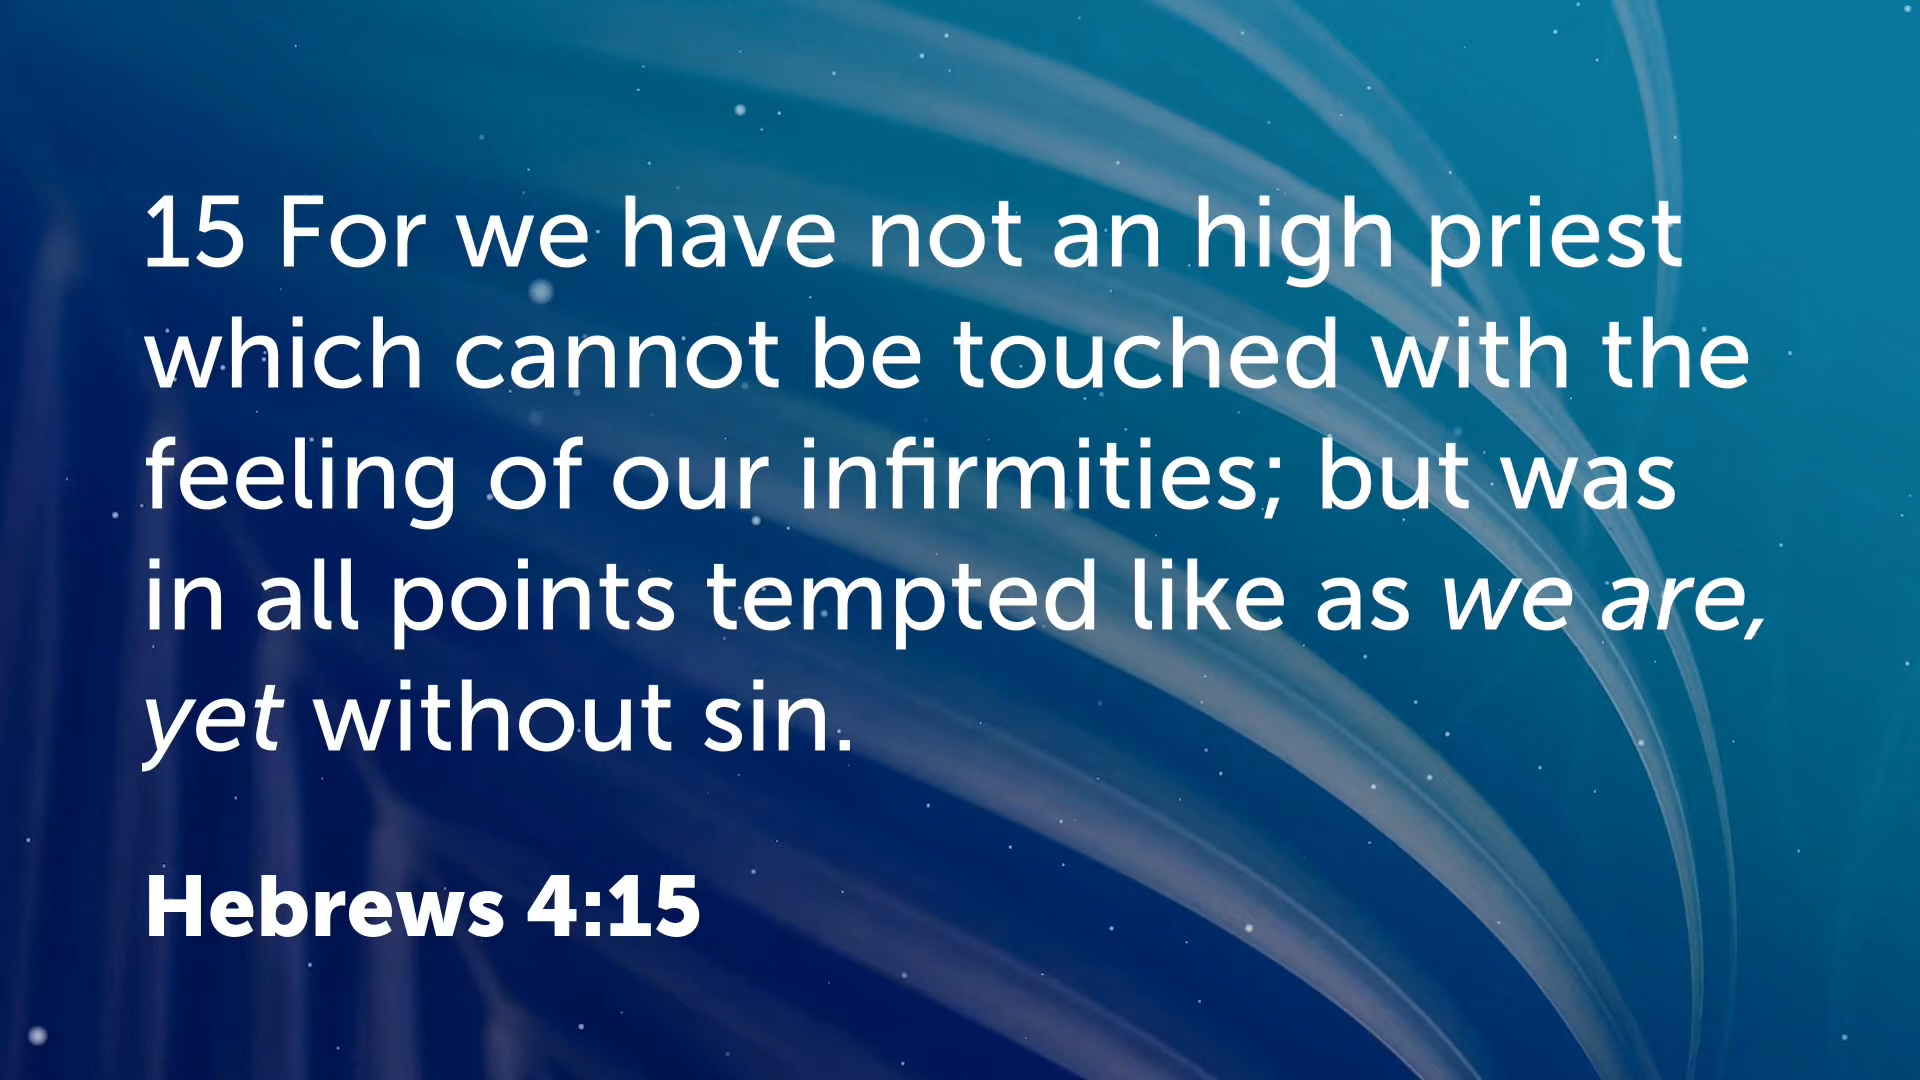 15 For we have not an high priest
which cannot be touched with the
feeling of our infirmities; but was
in all points tempted like as we are,
yet without sin.
Hebrews 4:15